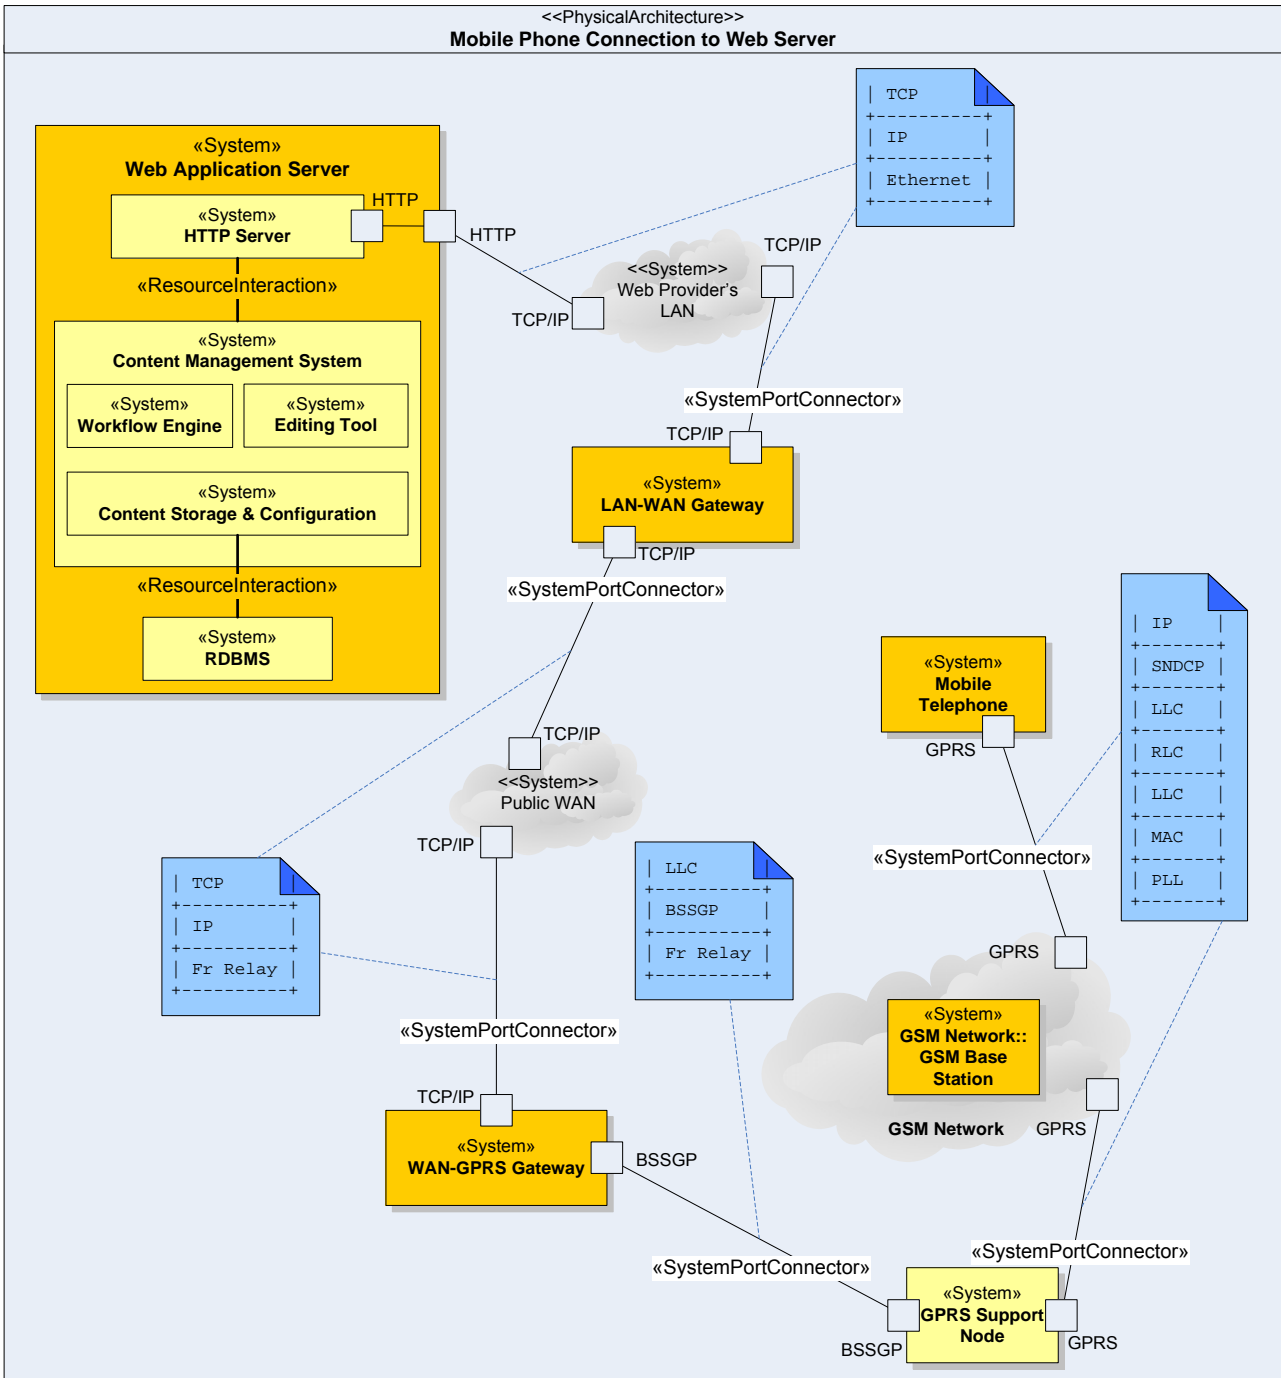 <<PhysicalArchitecture>>
Mobile Phone Connection to Web Server
«System»
Web Application Server
«System»
HTTP Server
HTTP
HTTP
«ResourceInteraction»
«System»
Content Management System
«System»
Workflow Engine
«System»
Editing Tool
«System»
Content Storage & Configuration
«ResourceInteraction»
«System»
RDBMS
| TCP |
+----------+
| IP |
+----------+
| Ethernet |
+----------+
<<System>>
Web Provider's
LAN
TCP/IP
TCP/IP
«SystemPortConnector»
TCP/IP
«System»
LAN-WAN Gateway
TCP/IP
«SystemPortConnector»
TCP/IP
<<System>>
Public WAN
TCP/IP
| TCP |
+----------+
| IP |
+----------+
| Fr Relay |
+----------+
«SystemPortConnector»
TCP/IP
«System»
WAN-GPRS Gateway
BSSGP
| LLC |
+----------+
| BSSGP |
+----------+
| Fr Relay |
+----------+
«SystemPortConnector»
BSSGP
«System»
GPRS Support
Node
GPRS
«SystemPortConnector»
GPRS
«System»
GSM Network::
GSM Base
Station
GSM Network
GPRS
«SystemPortConnector»
GPRS
«System»
Mobile
Telephone
| IP |
+-------+
| SNDCP |
+-------+
| LLC |
+-------+
| RLC |
+-------+
| LLC |
+-------+
| MAC |
+-------+
| PLL |
+-------+